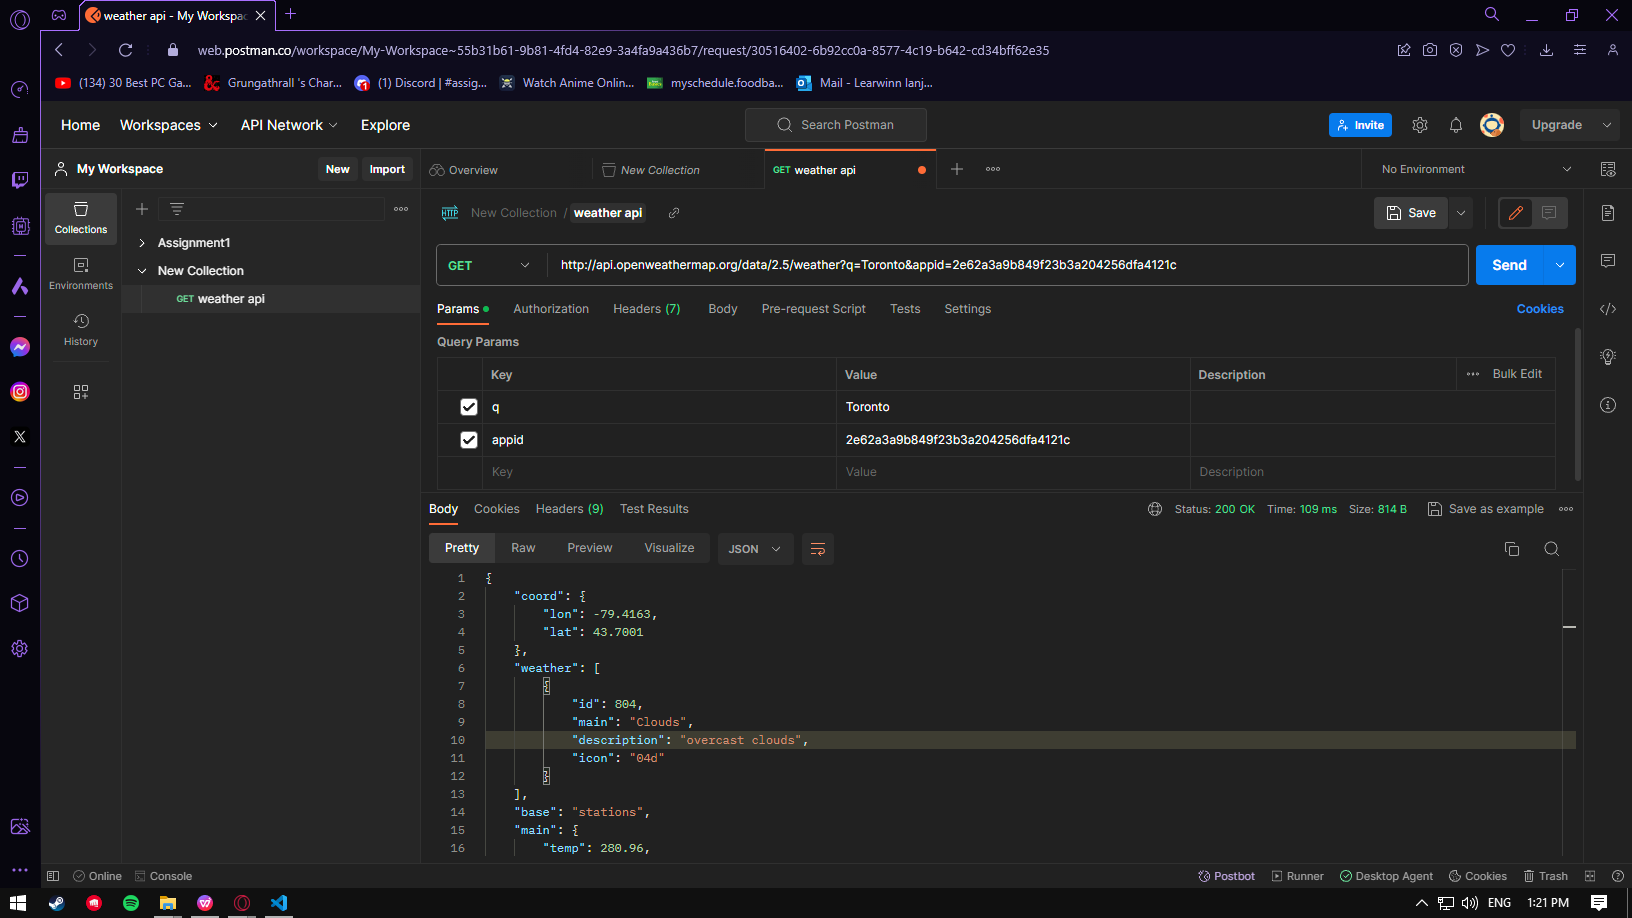 weather api - My Workspac
web.postman.co/workspace/My-Workspace~55b31b61-9b81-4fd4-82e9-3a4fa9a436b7/request/30516402-6b92cc0a-8577-4c19-b642-cd34bff62e35
(134) 30 Best PC Ga... Grungathrall 's Char... (1) Discord | #assig... Watch Anime Online... myschedule.foodba... Mail - Learwinn lanj...
Home Workspaces API Network Explore Search Postman Invite Upgrade
My Workspace New Import Overview New Collection GET weather api No Environment
Collections
Environments
History
Assignment1
New Collection
GET weather api
HTTP New Collection / weather api Save
GET http://api.openweathermap.org/data/2.5/weather?q=Toronto&appid=2e62a3a9b849f23b3a204256dfa4121c Send
Params Authorization Headers (7) Body Pre-request Script Tests Settings Cookies
Query Params
Key Value Description Bulk Edit
q Toronto
appid 2e62a3a9b849f23b3a204256dfa4121c
Key Value Description
Body Cookies Headers (9) Test Results Status: 200 OK Time: 109 ms Size: 814 B Save as example
Pretty Raw Preview Visualize JSON
1 {
2 "coord": {
3 "lon": -79.4163,
4 "lat": 43.7001
5 },
6 "weather": [
7 {
8 "id": 804,
9 "main": "Clouds",
10 "description": "overcast clouds",
11 "icon": "04d"
12 }
13 ],
14 "base": "stations",
15 "main": {
16 "temp": 280.96,
Online Console Postbot Runner Desktop Agent Cookies Trash
ENG 1:21 PM